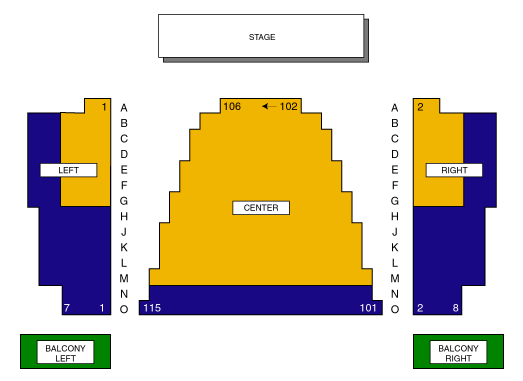 STAGE
1 A 106 ← 102 A 2
B B
C C
D D
LEFT E E RIGHT
F F
G CENTER G
H H
J J
K K
L L
M M
N N
7 1 O 115 101 O 2 8
BALCONY
LEFT
BALCONY
RIGHT